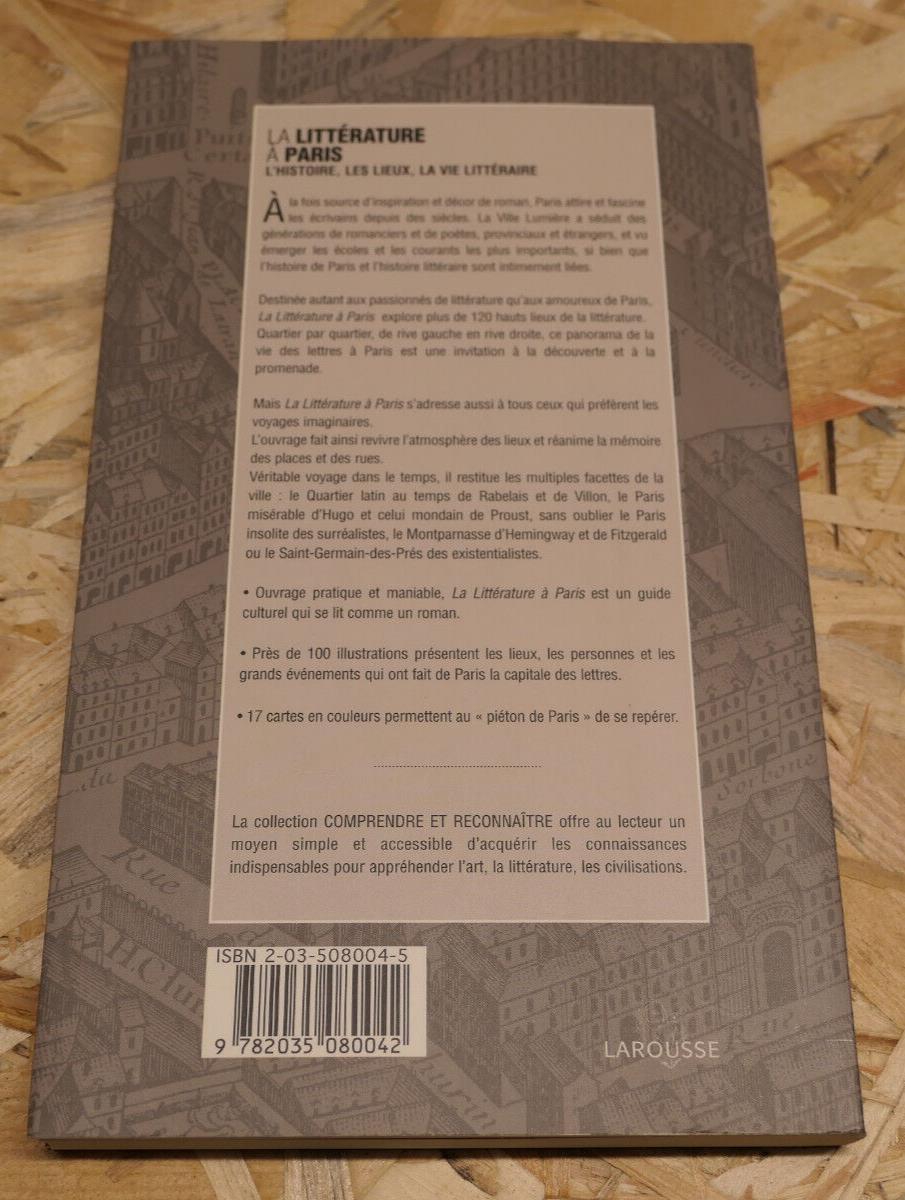 LA LITTÉRATURE
À PARIS
L'HISTOIRE, LES LIEUX, LA VIE LITTÉRAIRE
À la fois source d'inspiration et décor de roman, Paris attire et fascine
les écrivains depuis des siècles. La Ville Lumière a séduit des
générations de romanciers et de poètes, provinciaux et étrangers, et vu
émerger les écoles et les courants les plus importants, si bien que
l'histoire de Paris et l'histoire littéraire sont intimement liées.
Destinée autant aux passionnés de littérature qu'aux amoureux de Paris,
La Littérature à Paris explore plus de 120 hauts lieux de la littérature.
Quartier par quartier, de rive gauche en rive droite, ce panorama de la
vie des lettres à Paris est une invitation à la découverte et à la
promenade.
Mais La Littérature à Paris s'adresse aussi à tous ceux qui préfèrent les
voyages imaginaires.
L'ouvrage fait ainsi revivre l'atmosphère des lieux et réanime la mémoire
des places et des rues.
Véritable voyage dans le temps, il restitue les multiples facettes de la
ville : le Quartier latin au temps de Rabelais et de Villon, le Paris
misérable d'Hugo et celui mondain de Proust, sans oublier le Paris
insolite des surréalistes, le Montparnasse d'Hemingway et de Fitzgerald
ou le Saint-Germain-des-Prés des existentialistes.
• Ouvrage pratique et maniable, La Littérature à Paris est un guide
culturel qui se lit comme un roman.
• Près de 100 illustrations présentent les lieux, les personnes et les
grands événements qui ont fait de Paris la capitale des lettres.
• 17 cartes en couleurs permettent au « piéton de Paris » de se repérer.
Sorbone
Rue
La collection COMPRENDRE ET RECONNAÎTRE offre au lecteur un
moyen simple et accessible d'acquérir les connaissances
indispensables pour appréhender l'art, la littérature, les civilisations.
ISBN 2-03-508004-5
9 782035 080042
LAROUSSE